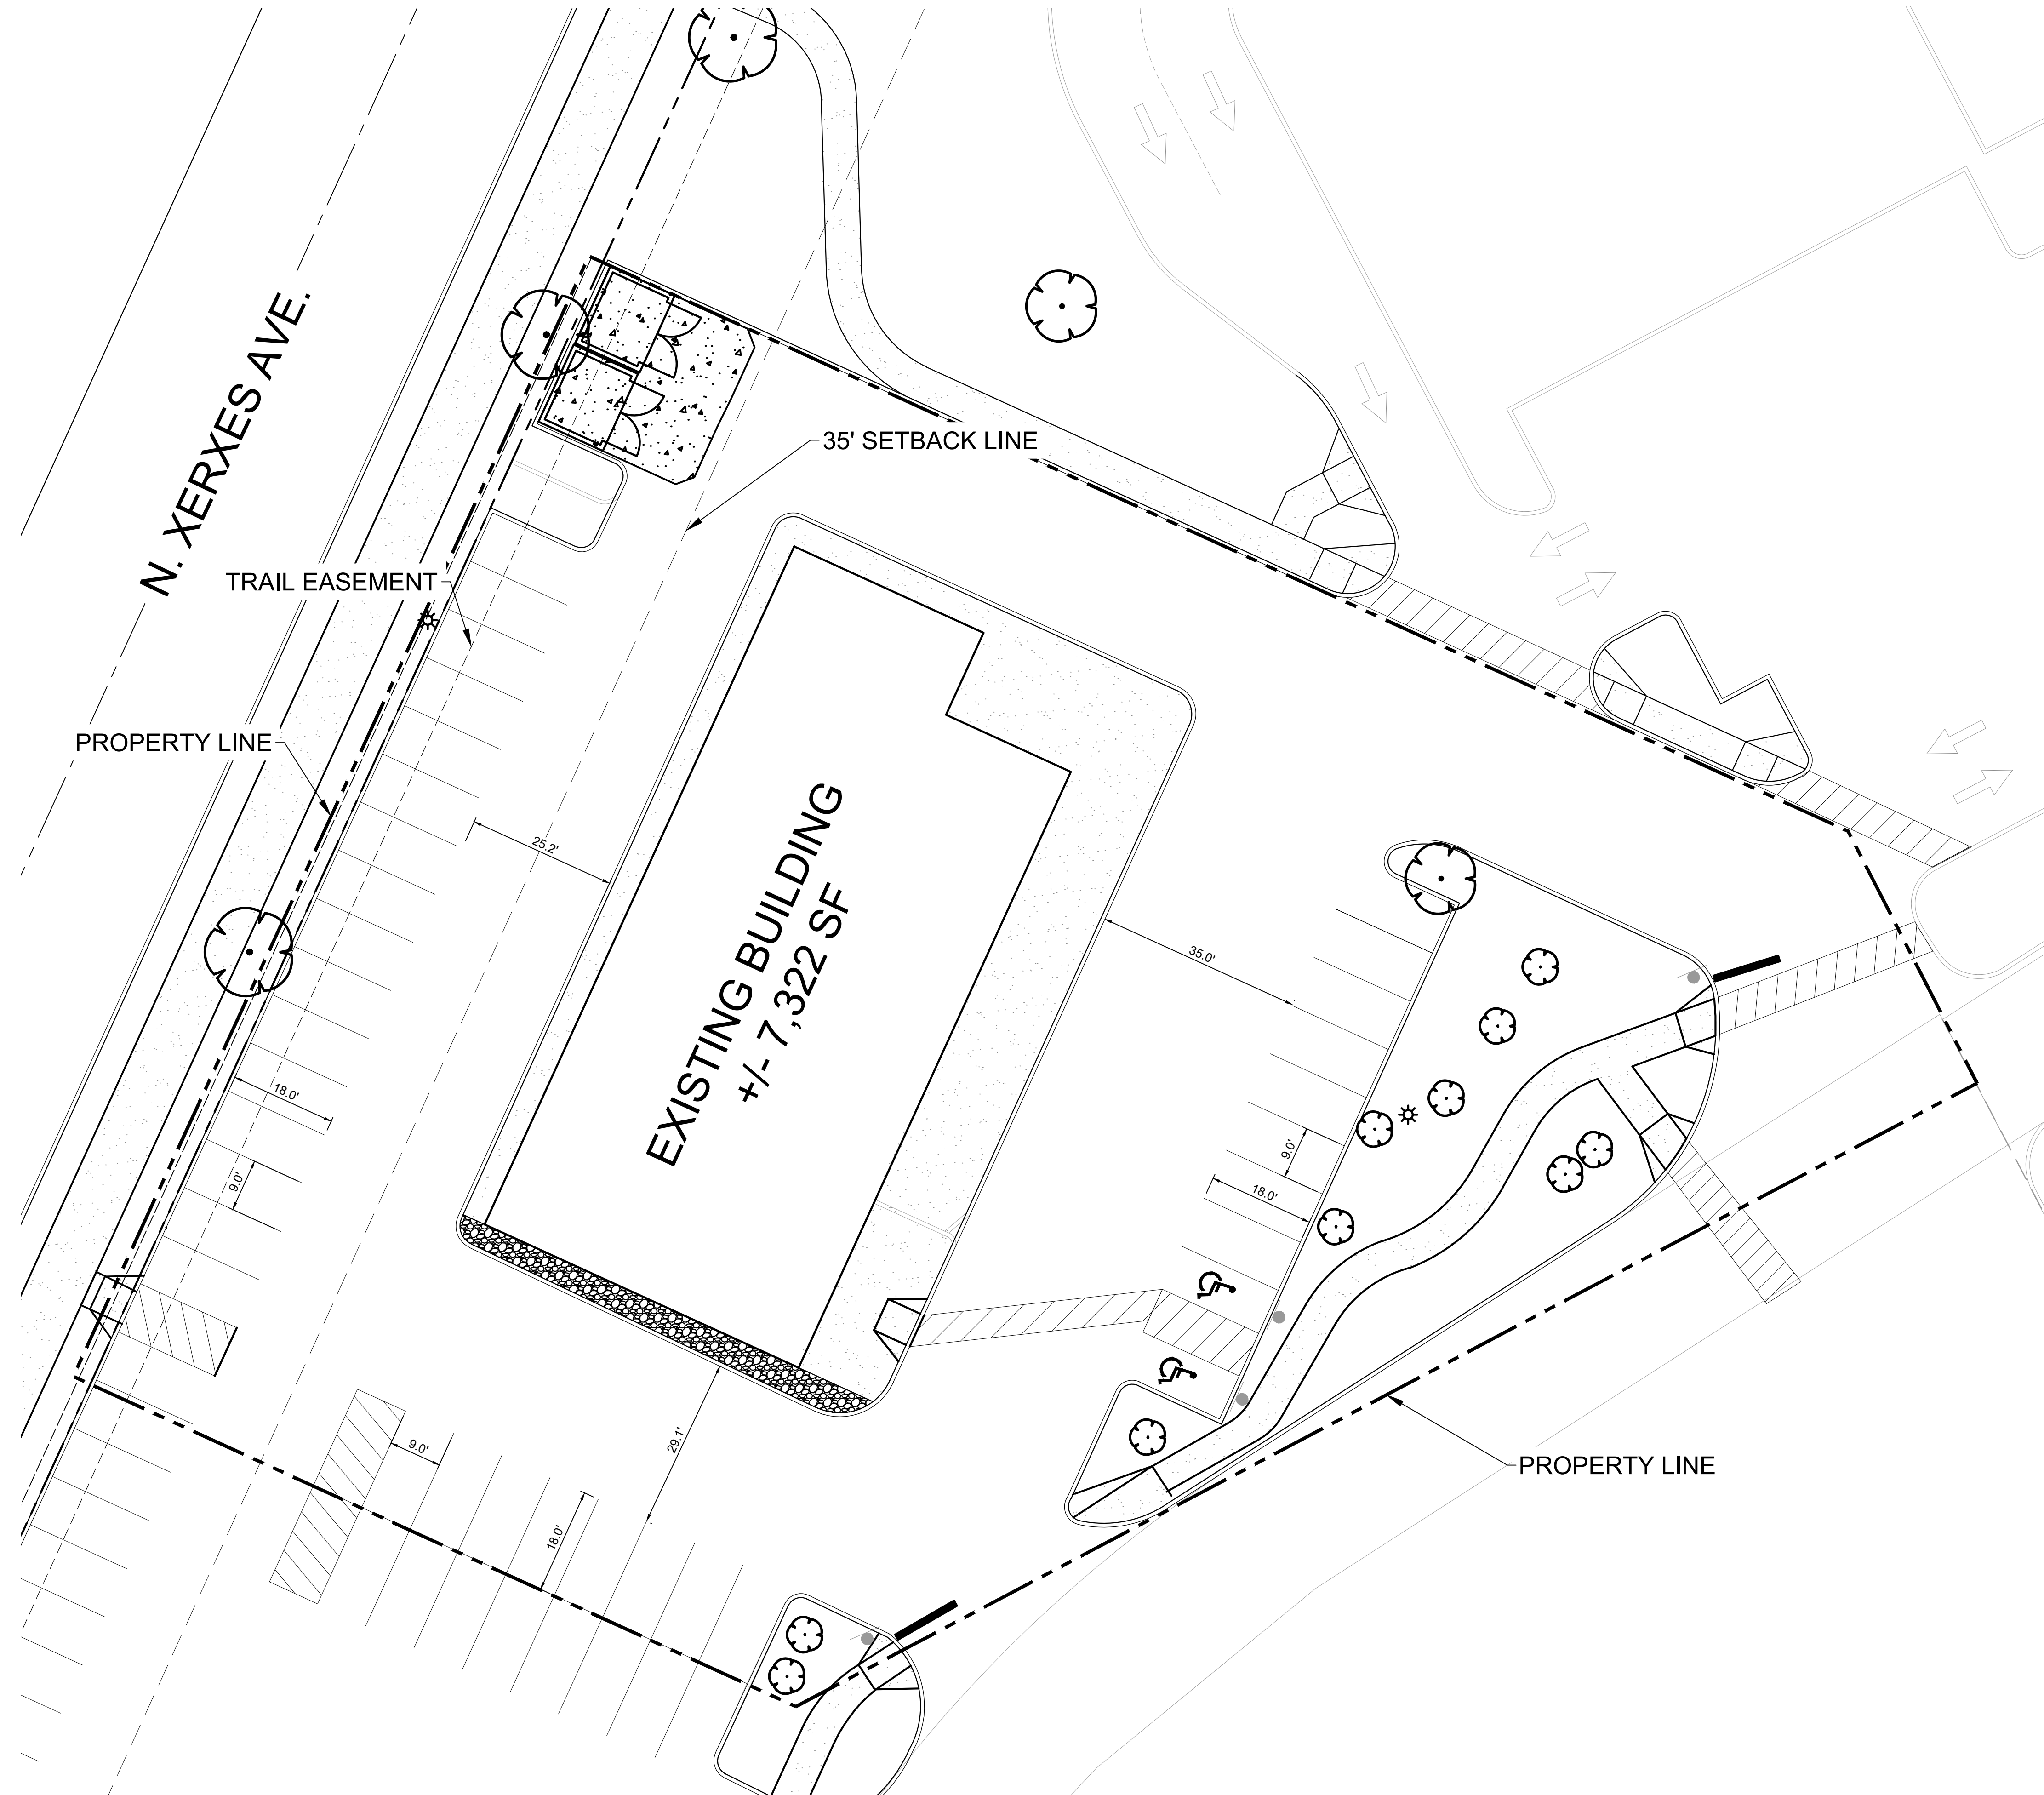 35' SETBACK LINE
N. XERXES AVE.
TRAIL EASEMENT
PROPERTY LINE
25.2'
EXISTING BUILDING
+/- 7,322 SF
35.0'
18.0'
9.0'
9.0'
18.0'
9.0'
29.1'
18.0'
PROPERTY LINE